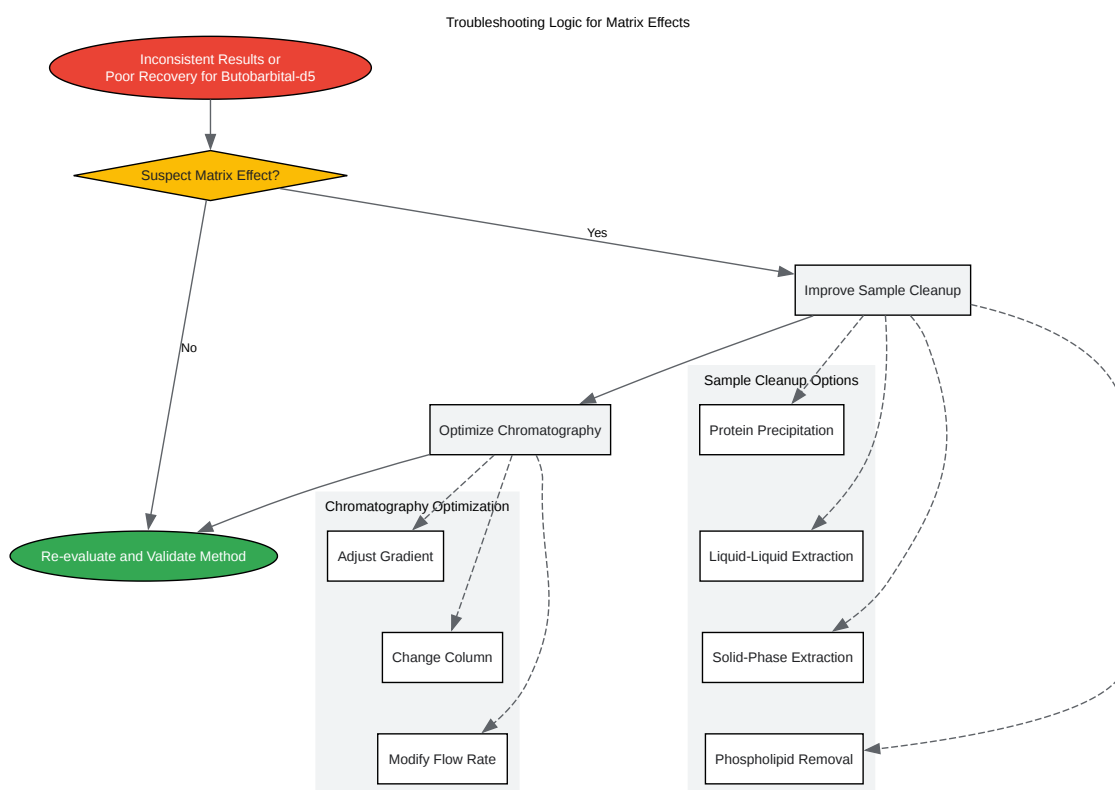 Troubleshooting Logic for Matrix Effects
Inconsistent Results or
Poor Recovery for Butobarbital-d5
Suspect Matrix Effect?
Yes
Improve Sample Cleanup
No
Sample Cleanup Options
Optimize Chromatography
Protein Precipitation
Chromatography Optimization
Re-evaluate and Validate Method
Adjust Gradient
Liquid-Liquid Extraction
Change Column
Solid-Phase Extraction
Modify Flow Rate
Phospholipid Removal